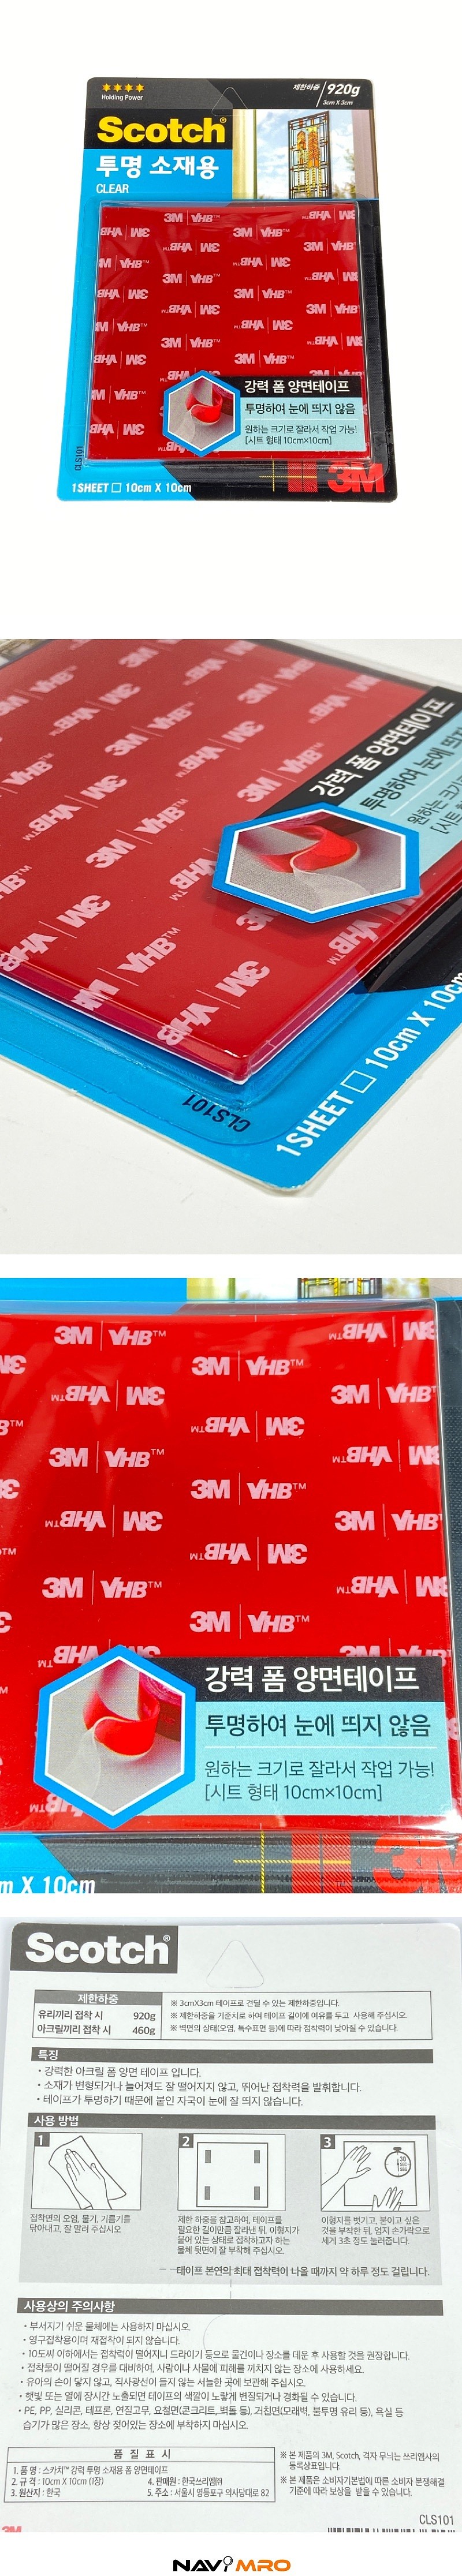 ★★★★
Holding Power
제한하중 920g
3cm X 3cm
Scotch®
투명 소재용
CLEAR
3M VHB™
강력 폼 양면테이프
투명하여 눈에 띄지 않음
원하는 크기로 잘라서 작업 가능!
[시트 형태 10cm×10cm]
CLS101
1SHEET □ 10cm X 10cm
3M
3M VHB™
강력 폼 양면테이프
투명하여 눈에 띄
원하는 크기
[시트
CLS101
1SHEET □ 10cm X 10cm
3M VHB™
강력 폼 양면테이프
투명하여 눈에 띄지 않음
원하는 크기로 잘라서 작업 가능!
[시트 형태 10cm×10cm]
m X 10cm
3M
Scotch®
제한하중
유리끼리 접착 시 920g
아크릴끼리 접착 시 460g
※ 3cmX3cm 테이프로 견딜 수 있는 제한하중입니다.
※ 제한하중을 기준치로 하여 테이프 길이에 여유를 두고 사용해 주십시오.
※ 벽면의 상태(오염, 특수표면 등)에 따라 점착력이 낮아질 수 있습니다.
특징
• 강력한 아크릴 폼 양면 테이프 입니다.
• 소재가 변형되거나 늘어져도 잘 떨어지지 않고, 뛰어난 접착력을 발휘합니다.
• 테이프가 투명하기 때문에 붙인 자국이 눈에 잘 띄지 않습니다.
사용 방법
1
접착면의 오염, 물기, 기름기를
닦아내고, 잘 말려 주십시오.
2
제한 하중을 참고하여, 테이프를
필요한 길이만큼 잘라낸 뒤, 이형지가
붙어 있는 상태로 접착하고자 하는
물체 뒷면에 잘 부착해 주십시오.
3
이형지를 벗기고, 붙이고 싶은
것을 부착한 뒤, 엄지 손가락으로
세게 3초 정도 눌러줍니다.
테이프 본연의 최대 접착력이 나올 때까지 약 하루 정도 걸립니다.
사용상의 주의사항
• 부서지기 쉬운 물체에는 사용하지 마십시오.
• 영구접착용이며 재접착이 되지 않습니다.
• 10도씨 이하에서는 접착력이 떨어지니 드라이기 등으로 물건이나 장소를 데운 후 사용할 것을 권장합니다.
• 접착물이 떨어질 경우를 대비하여, 사람이나 사물에 피해를 끼치지 않는 장소에 사용하세요.
• 유아의 손이 닿지 않고, 직사광선이 들지 않는 서늘한 곳에 보관해 주십시오.
• 햇빛 또는 열에 장시간 노출되면 테이프의 색깔이 노랗게 변질되거나 경화될 수 있습니다.
• PE, PP, 실리콘, 테프론, 연질고무, 요철면(콘크리트, 벽돌 등), 거친면(모래벽, 불투명 유리 등), 욕실 등
습기가 많은 장소, 항상 젖어있는 장소에 부착하지 마십시오.
품 질 표 시
1. 품 명 : 스카치™ 강력 투명 소재용 폼 양면테이프
2. 규 격 : 10cm X 10cm (1장) 4. 판매원 : 한국쓰리엠㈜
3. 원산지 : 한국 5. 주소 : 서울시 영등포구 의사당대로 82
※ 본 제품의 3M, Scotch, 격자 무늬는 쓰리엠사의
등록상표입니다.
※ 본 제품은 소비자기본법에 따른 소비자 분쟁해결
기준에 따라 보상을 받을 수 있습니다.
CLS101
3M
NAVIMRO